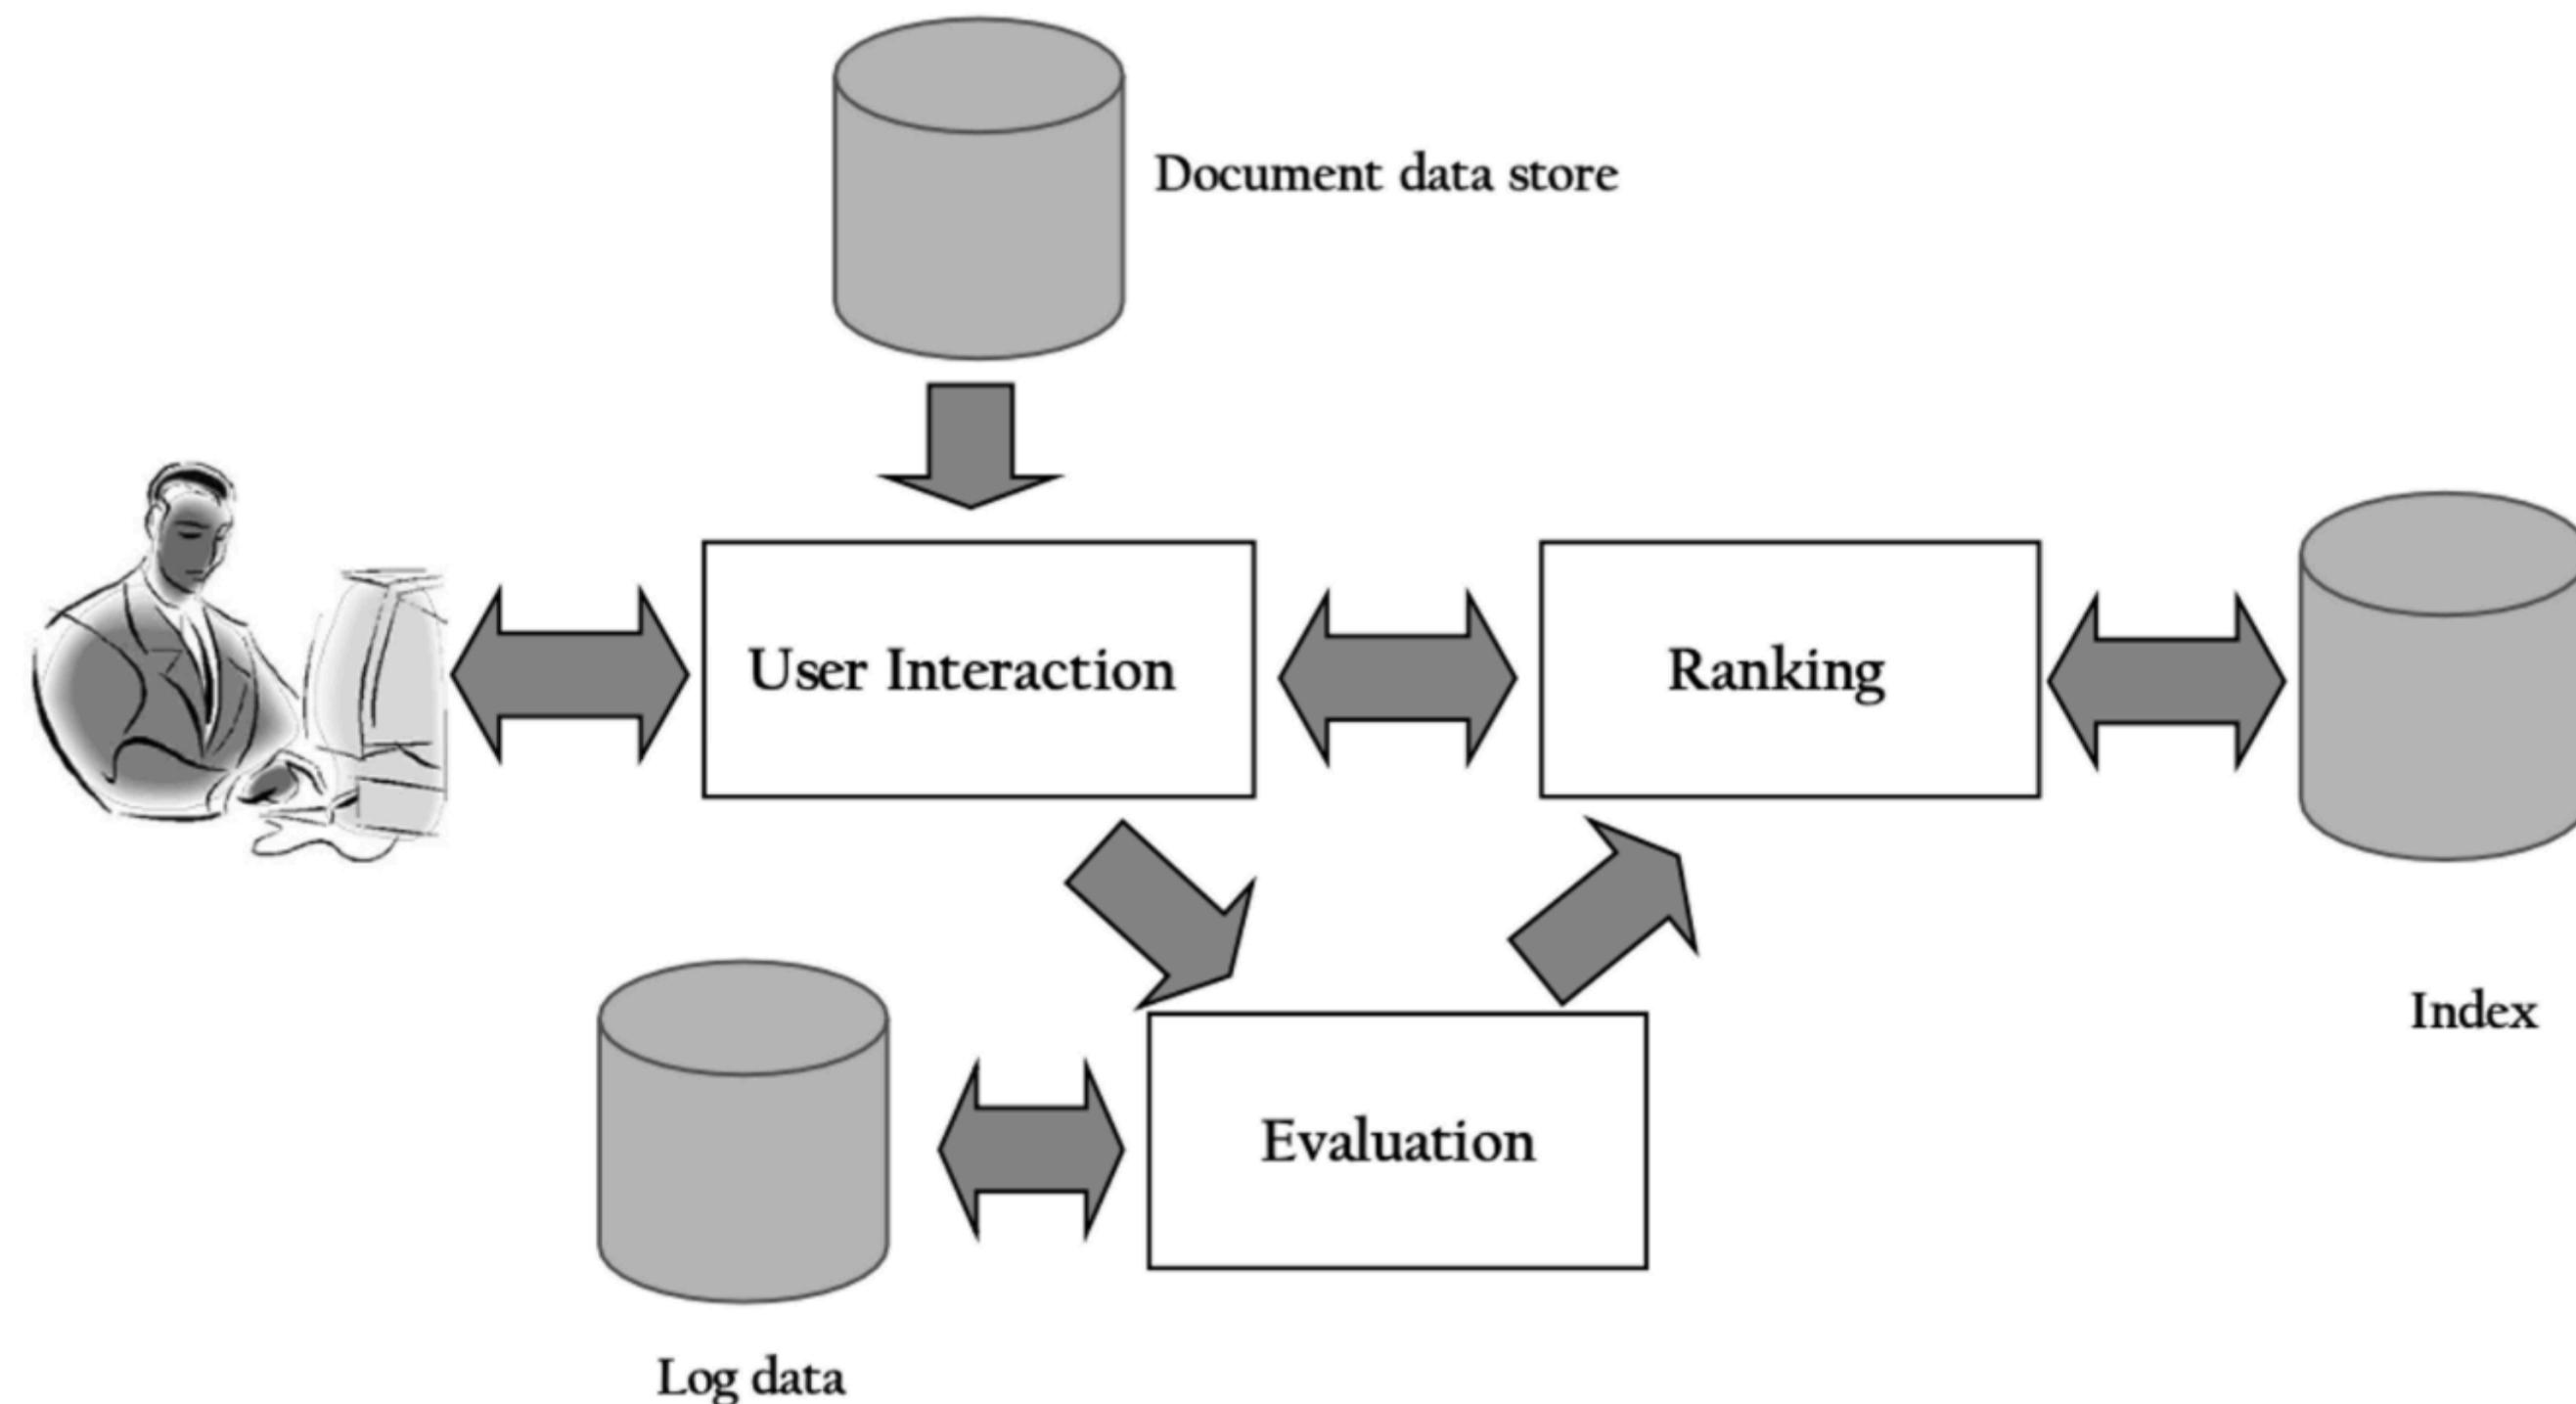 Document data store
User Interaction
Ranking
Index
Evaluation
Log data